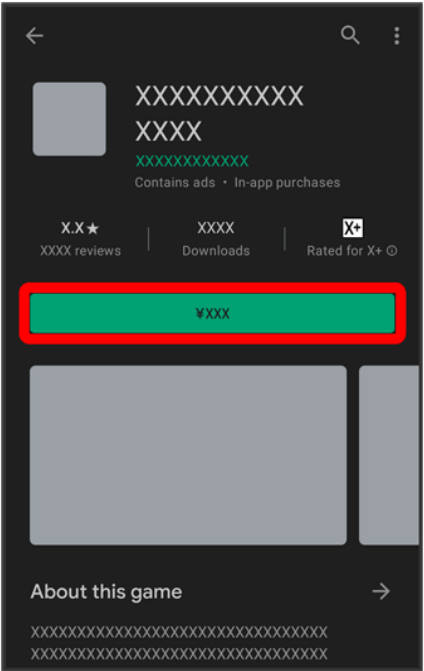 XXXXXXXXXX
XXXX
XXXXXXXXXXXX
Contains ads • In-app purchases
X.X★
XXXX reviews
XXXX
Downloads
X+
Rated for X+ ⓘ
¥XXX
About this game
XXXXXXXXXXXXXXXXXXXXXXXXXXXXXXXX
XXXXXXXXXXXXXXXXXXXXXXXXXXXXXXXX